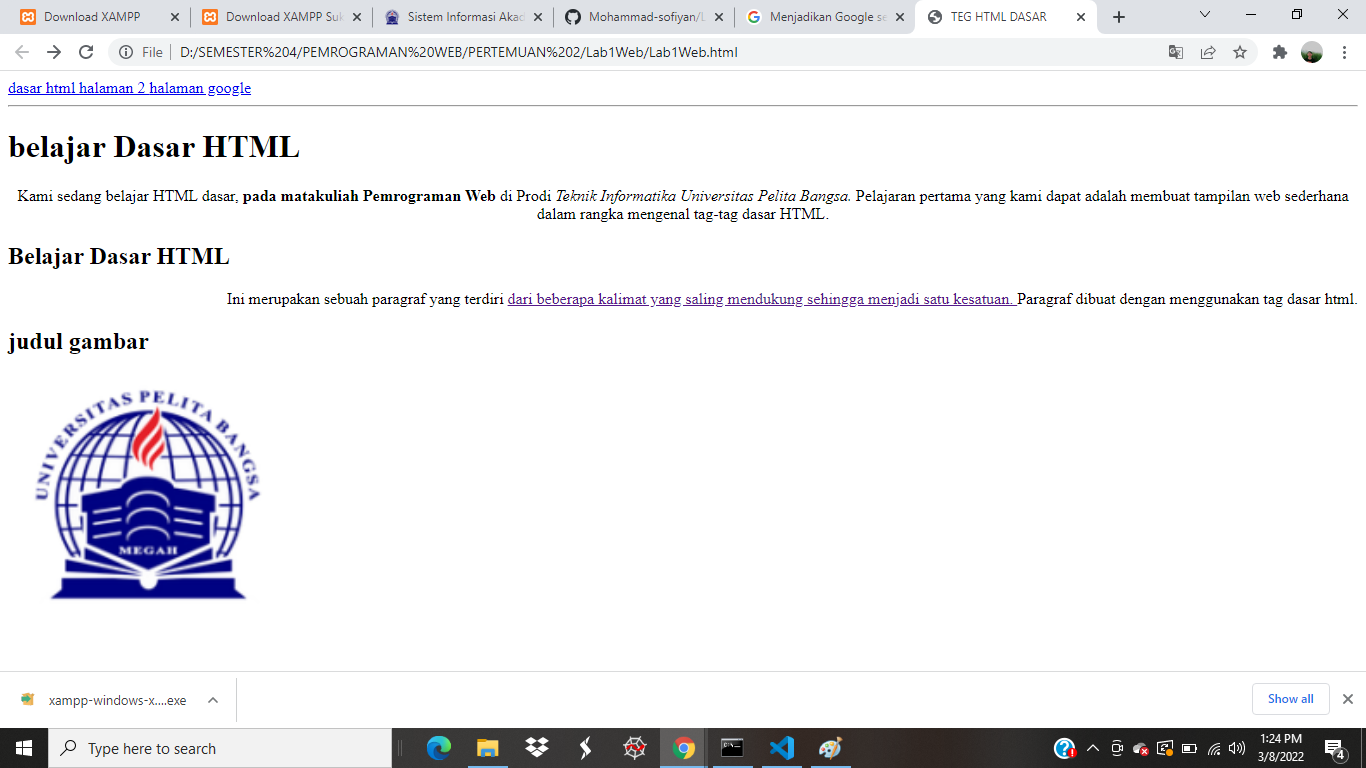 Download XAMPP
Download XAMPP Suk
Sistem Informasi Akad
Mohammad-sofiyan/L
Menjadikan Google se
TEG HTML DASAR
File
D:/SEMESTER%204/PEMROGRAMAN%20WEB/PERTEMUAN%202/Lab1Web/Lab1Web.html
dasar html halaman 2 halaman google
belajar Dasar HTML
Kami sedang belajar HTML dasar, pada matakuliah Pemrograman Web di Prodi Teknik Informatika Universitas Pelita Bangsa. Pelajaran pertama yang kami dapat adalah membuat tampilan web sederhana
dalam rangka mengenal tag-tag dasar HTML.
Belajar Dasar HTML
Ini merupakan sebuah paragraf yang terdiri dari beberapa kalimat yang saling mendukung sehingga menjadi satu kesatuan. Paragraf dibuat dengan menggunakan tag dasar html.
judul gambar
UNIVERSITAS PELITA BANGSA
MEGAH
xampp-windows-x....exe
Show all
Type here to search
1:24 PM
3/8/2022
4